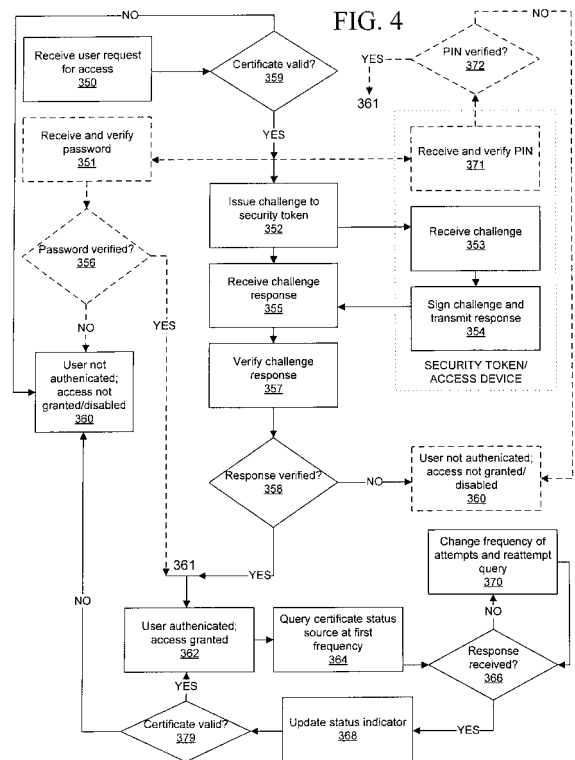 FIG. 4
NO
NO
Receive user request
for access
350
Certificate valid?
359
YES
PIN verified?
372
361
YES
Receive and verify
password
351
Receive and verify PIN
371
Issue challenge to
security token
352
Receive challenge
353
Password verified?
356
Receive challenge
response
355
Sign challenge and
transmit response
354
NO
YES
Verify challenge
response
357
SECURITY TOKEN/
ACCESS DEVICE
User not
authenicated;
access not
granted/disabled
360
Response verified?
358
NO
User not authenicated;
access not granted/
disabled
360
YES
361
Change frequency of
attempts and reattempt
query
370
NO
NO
User authenicated;
access granted
362
Query certificate status
source at first
frequency
364
Response
received?
366
YES
Certificate valid?
379
Update status indicator
368
YES